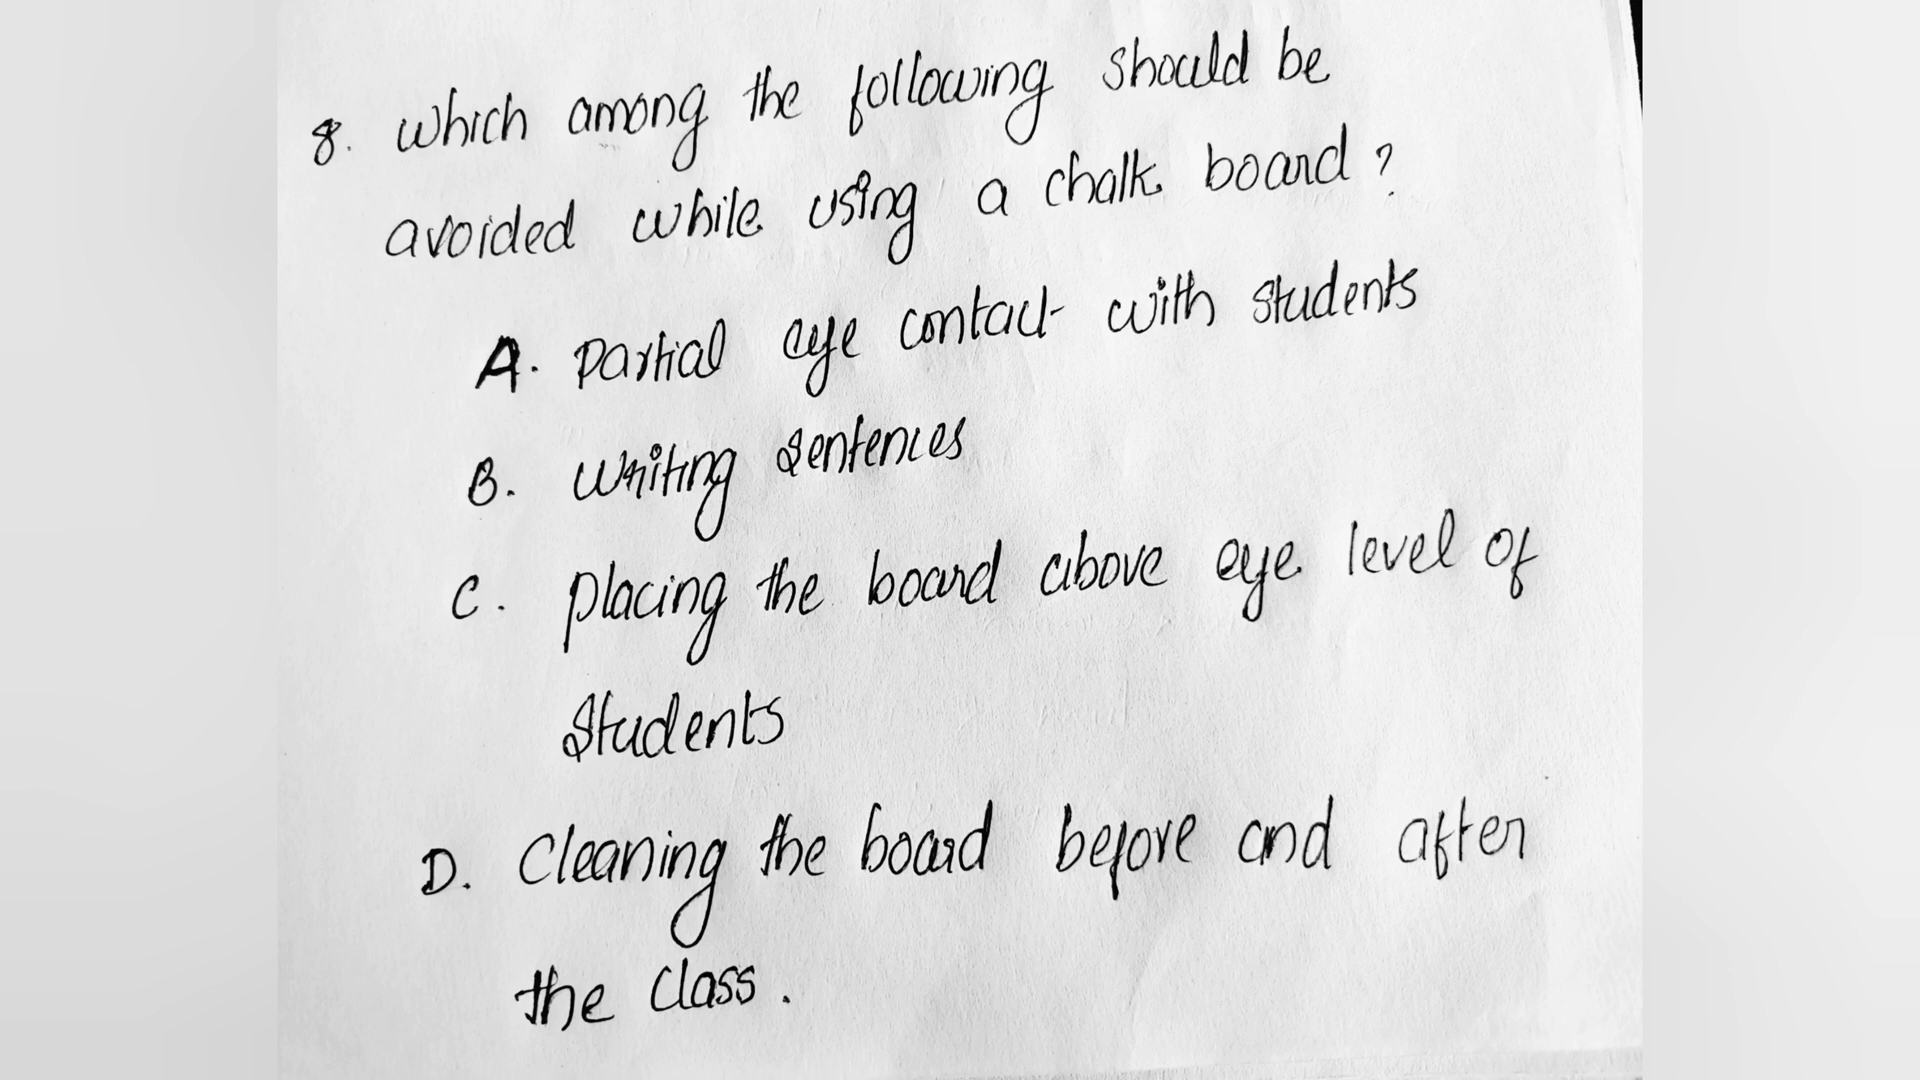 8. Which among the following should be
avoided while using a chalk board ?
A. Partial eye contact with students
B. Writing sentences
C. placing the board above eye level of
students
D. Cleaning the board before and after
the class.